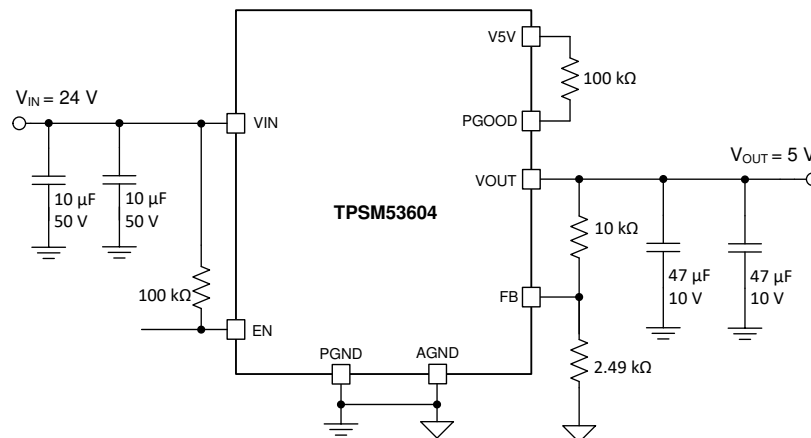 V5V
100 kΩ
PGOOD
VIN = 24 V
VIN
10 µF
50 V
10 µF
50 V
VOUT
VOUT = 5 V
TPSM53604
10 kΩ
47 µF
10 V
47 µF
10 V
100 kΩ
FB
EN
PGND
AGND
2.49 kΩ